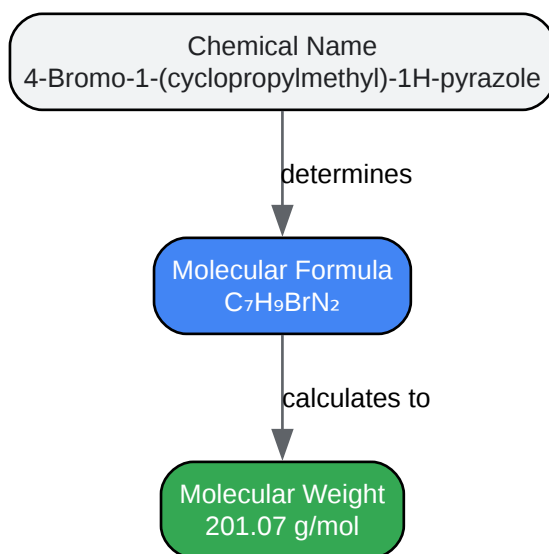 Chemical Name
4-Bromo-1-(cyclopropylmethyl)-1H-pyrazole
determines
Molecular Formula
C₇H₉BrN₂
calculates to
Molecular Weight
201.07 g/mol